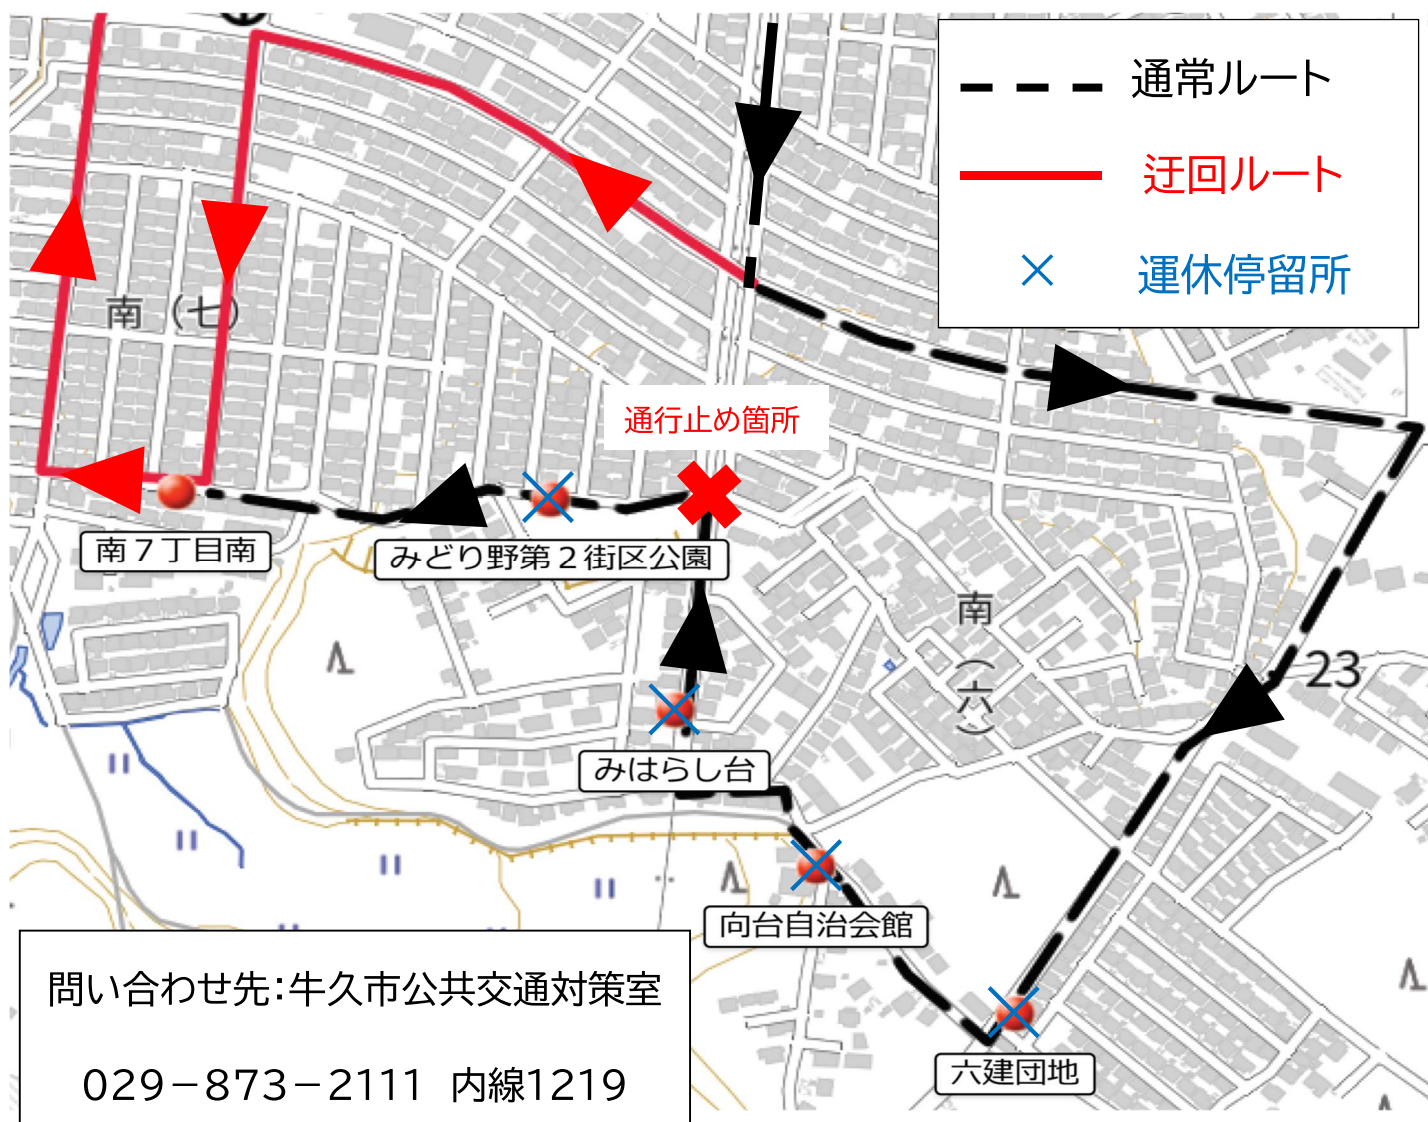 通常ルート
迂回ルート
運休停留所
南（七）
通行止め箇所
南７丁目南
みどり野第２街区公園
南（六）
23
みはらし台
向台自治会館
六建団地
問い合わせ先：牛久市公共交通対策室
０２９－８７３－２１１１　内線１２１９